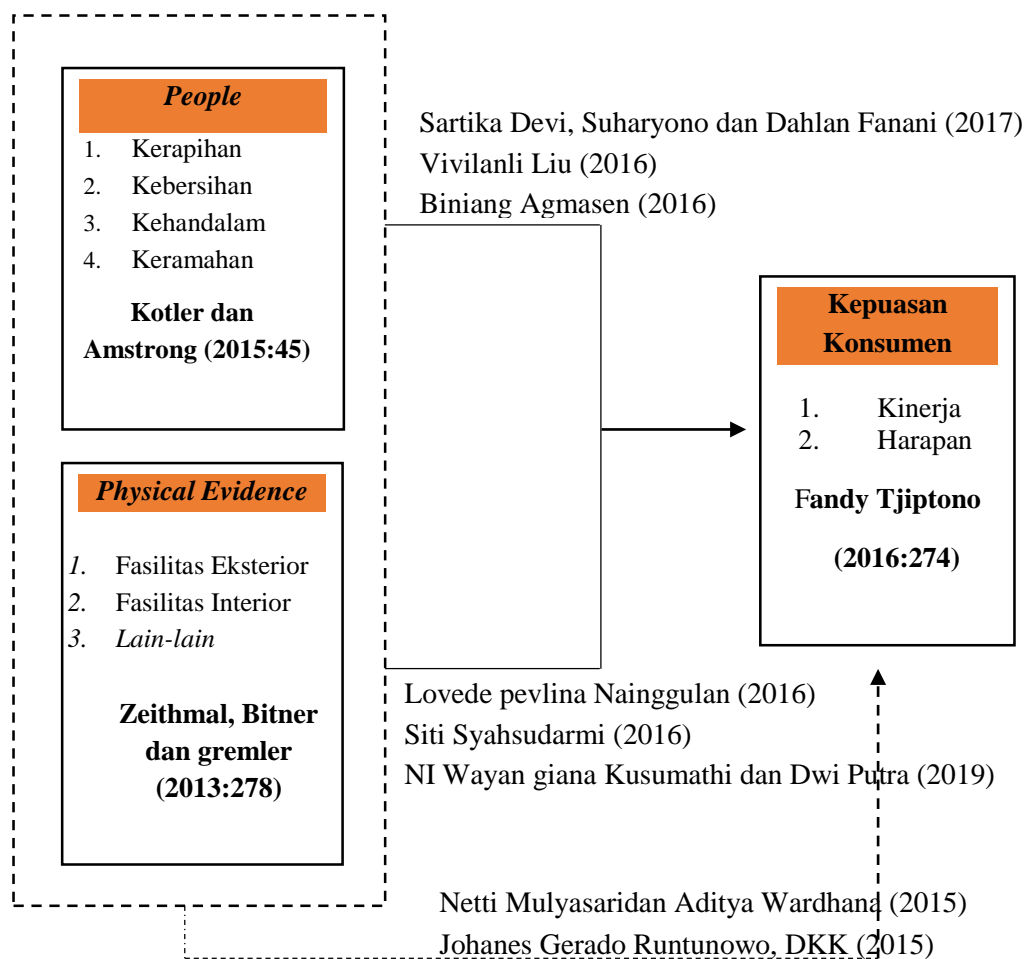 People
1. Kerapihan
2. Kebersihan
3. Kehandalam
4. Keramahan
Kotler dan
Amstrong (2015:45)
Physical Evidence
1. Fasilitas Eksterior
2. Fasilitas Interior
3. Lain-lain
Zeithmal, Bitner
dan gremler
(2013:278)
Sartika Devi, Suharyono dan Dahlan Fanani (2017)
Vivilanli Liu (2016)
Biniang Agmasen (2016)
Lovede pevlina Nainggulan (2016)
Siti Syahsudarmi (2016)
NI Wayan giana Kusumathi dan Dwi Putra (2019)
Kepuasan
Konsumen
1. Kinerja
2. Harapan
Fandy Tjiptono
(2016:274)
Netti Mulyasaridan Aditya Wardhana (2015)
Johanes Gerado Runtunowo, DKK (2015)